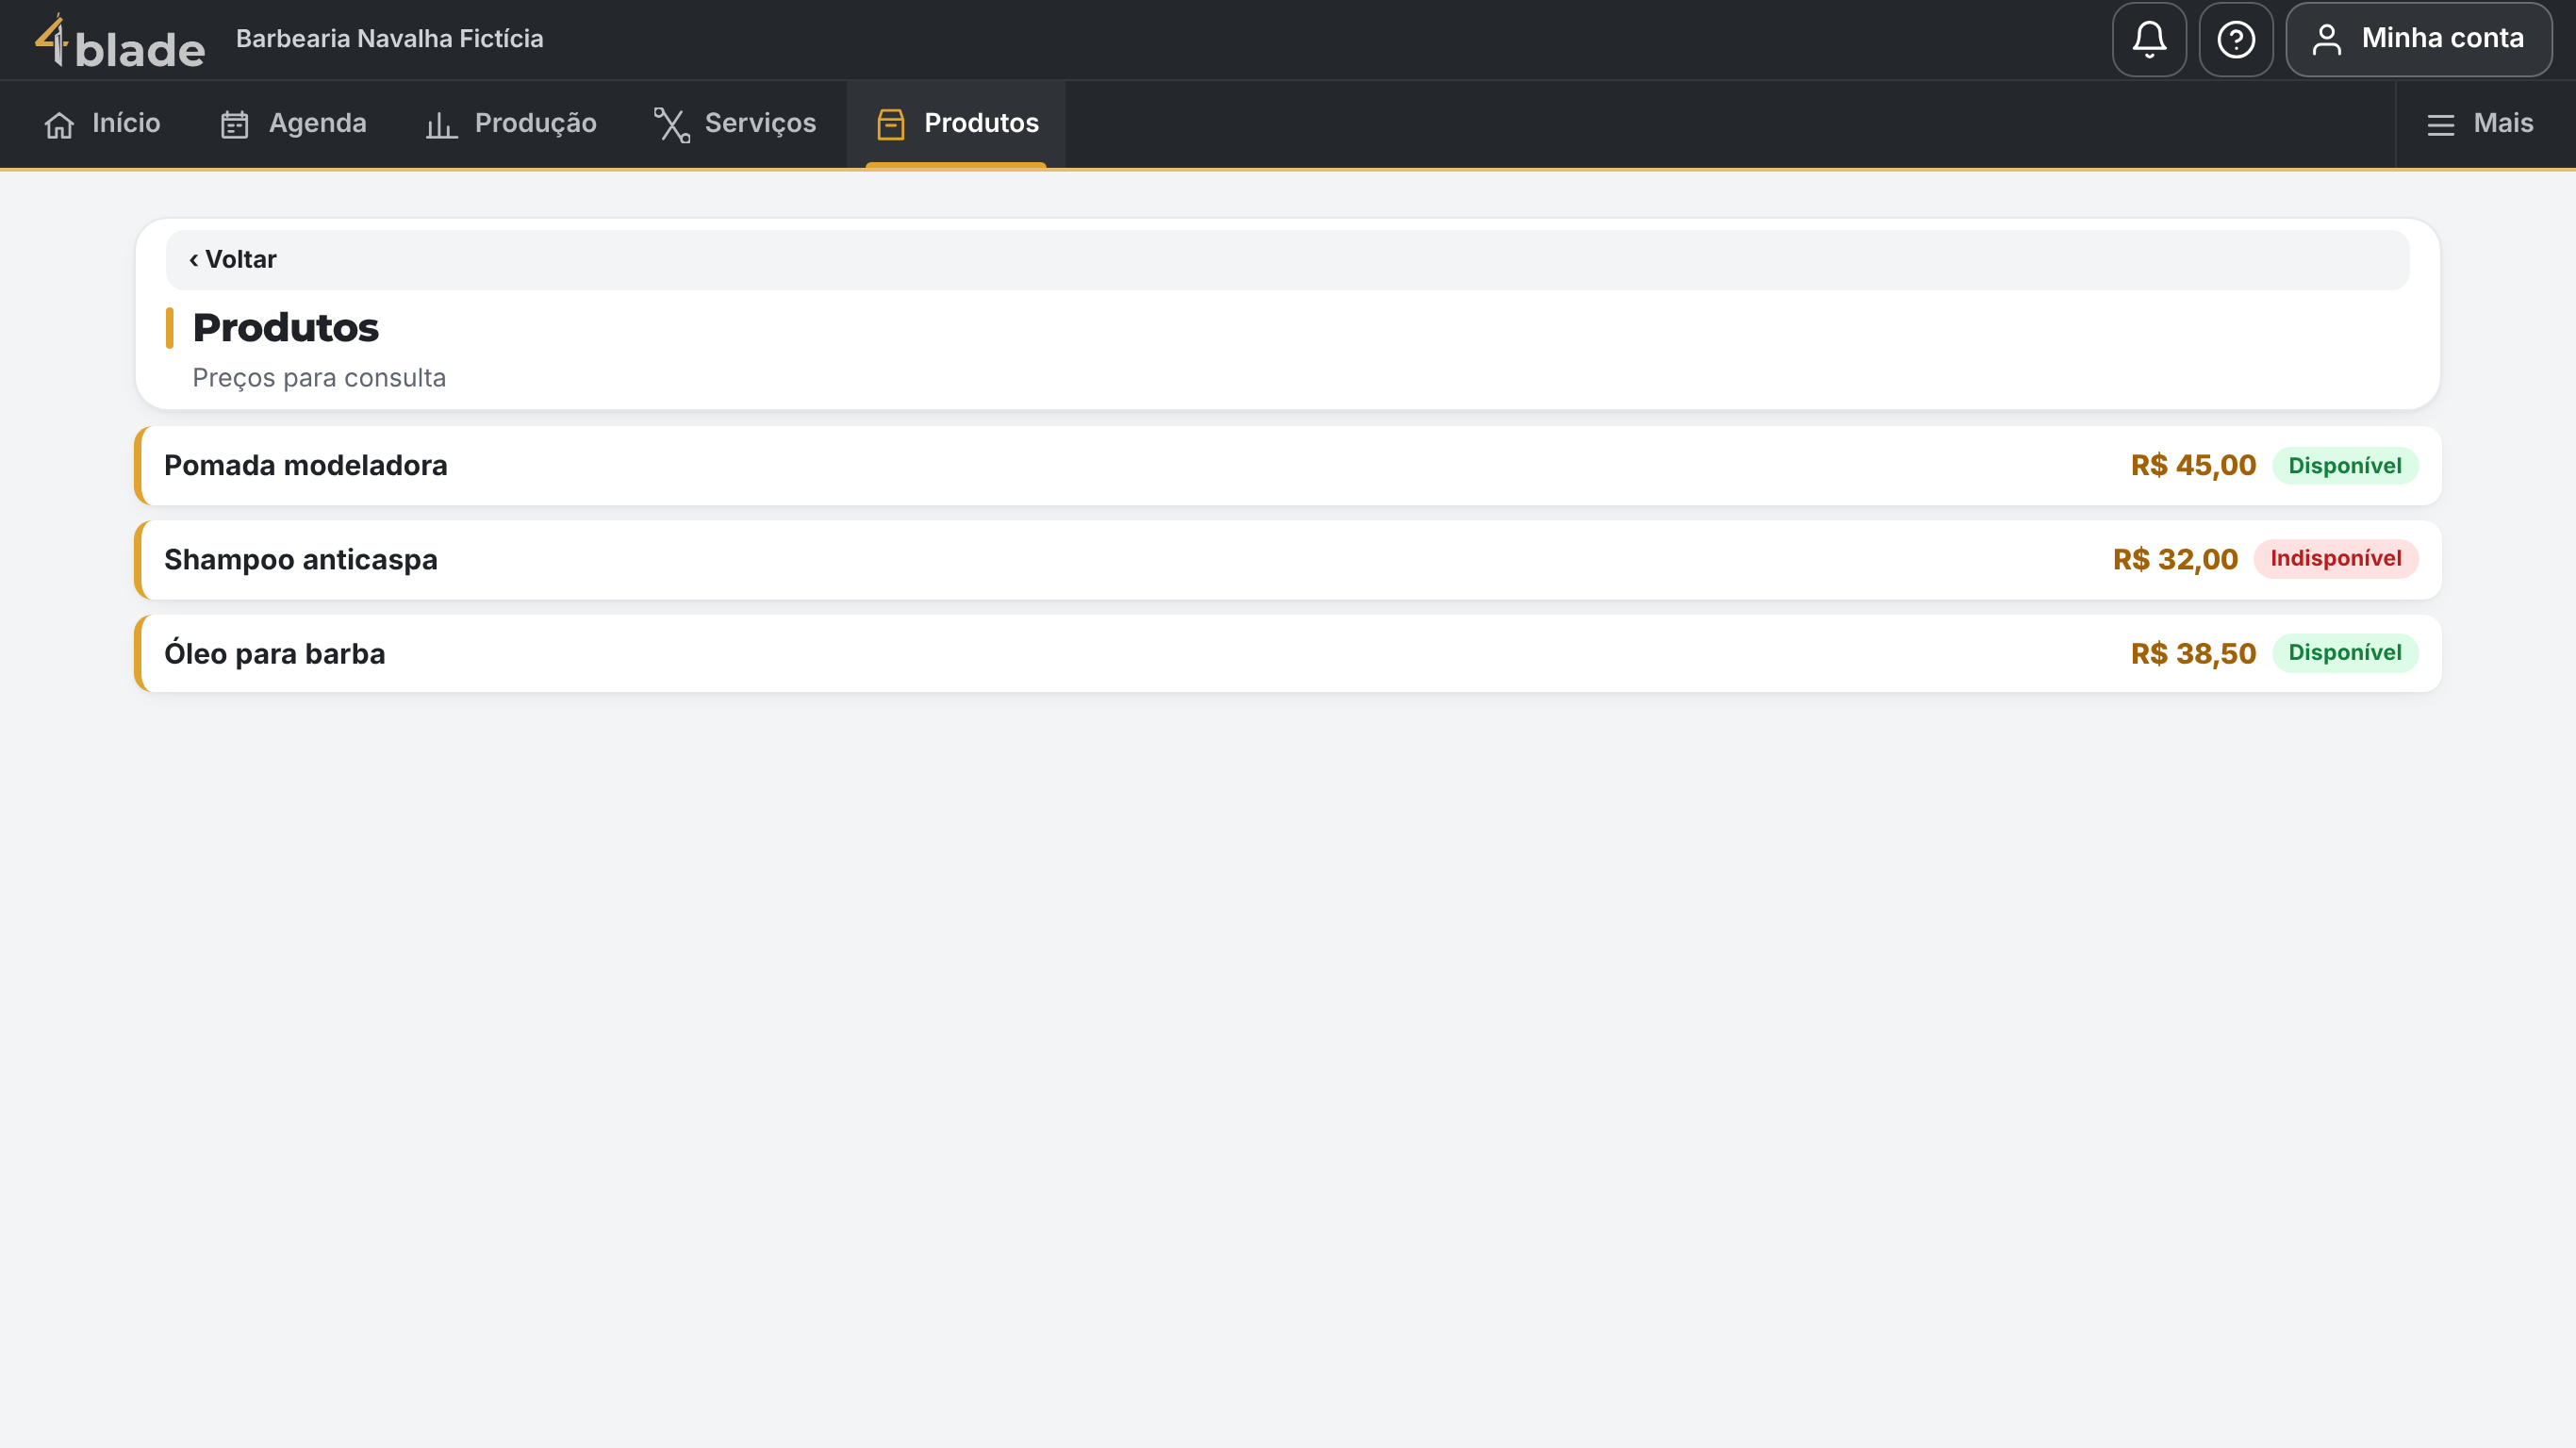 4blade
Barbearia Navalha Fictícia
Minha conta
Início
Agenda
Produção
Serviços
Produtos
Mais
‹ Voltar
Produtos
Preços para consulta
Pomada modeladora R$ 45,00 Disponível
Shampoo anticaspa R$ 32,00 Indisponível
Óleo para barba R$ 38,50 Disponível